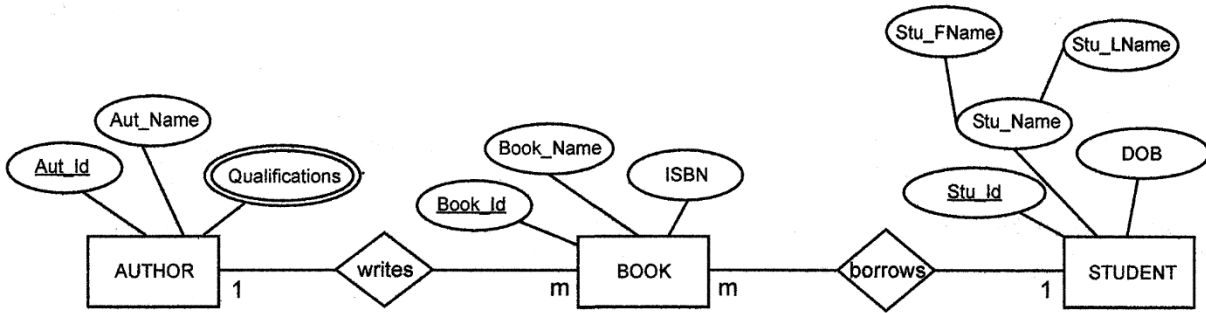 Stu_FName
Stu_LName
Aut_Name
Stu_Name
Aut_Id
Qualifications
Book_Name
ISBN
DOB
Book_Id
Stu_Id
AUTHOR
writes
BOOK
borrows
STUDENT
1
m
m
1